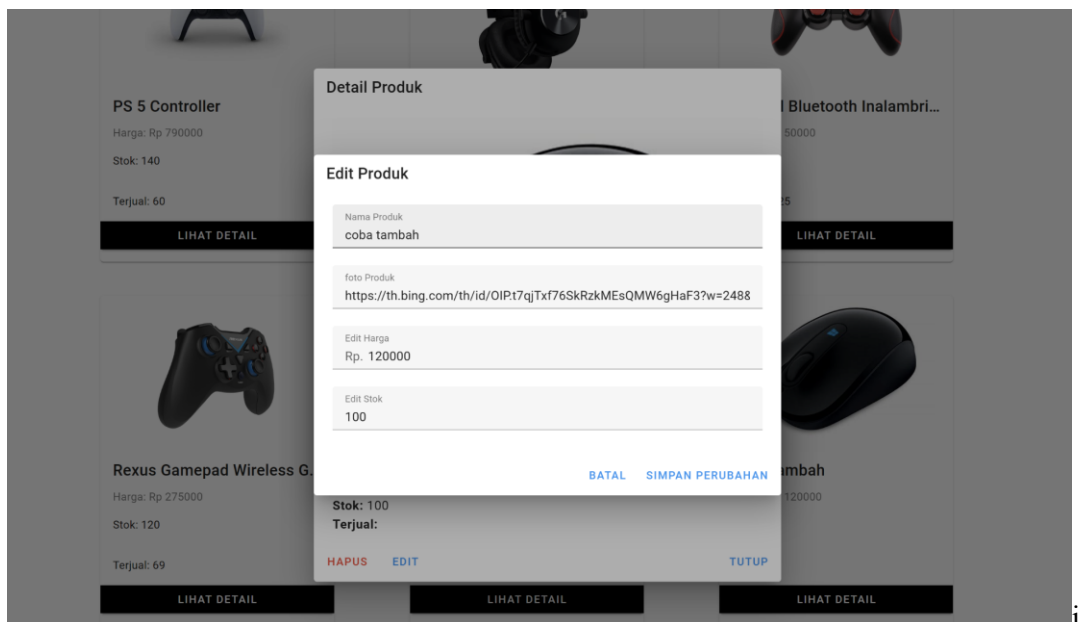 PS 5 Controller
Harga: Rp 790000
Stok: 140
Terjual: 60
LIHAT DETAIL
Detail Produk
l Bluetooth Inalambri...
50000
25
LIHAT DETAIL
Edit Produk
Nama Produk
coba tambah
foto Produk
https://th.bing.com/th/id/OIP.t7qjTxf76SkRzkMEsQMW6gHaF3?w=248&
Edit Harga
Rp. 120000
Edit Stok
100
BATAL SIMPAN PERUBAHAN
Rexus Gamepad Wireless G.
Harga: Rp 275000
Stok: 120
Terjual: 69
LIHAT DETAIL
Stok: 100
Terjual:
HAPUS EDIT TUTUP
LIHAT DETAIL
mbah
120000
LIHAT DETAIL
i